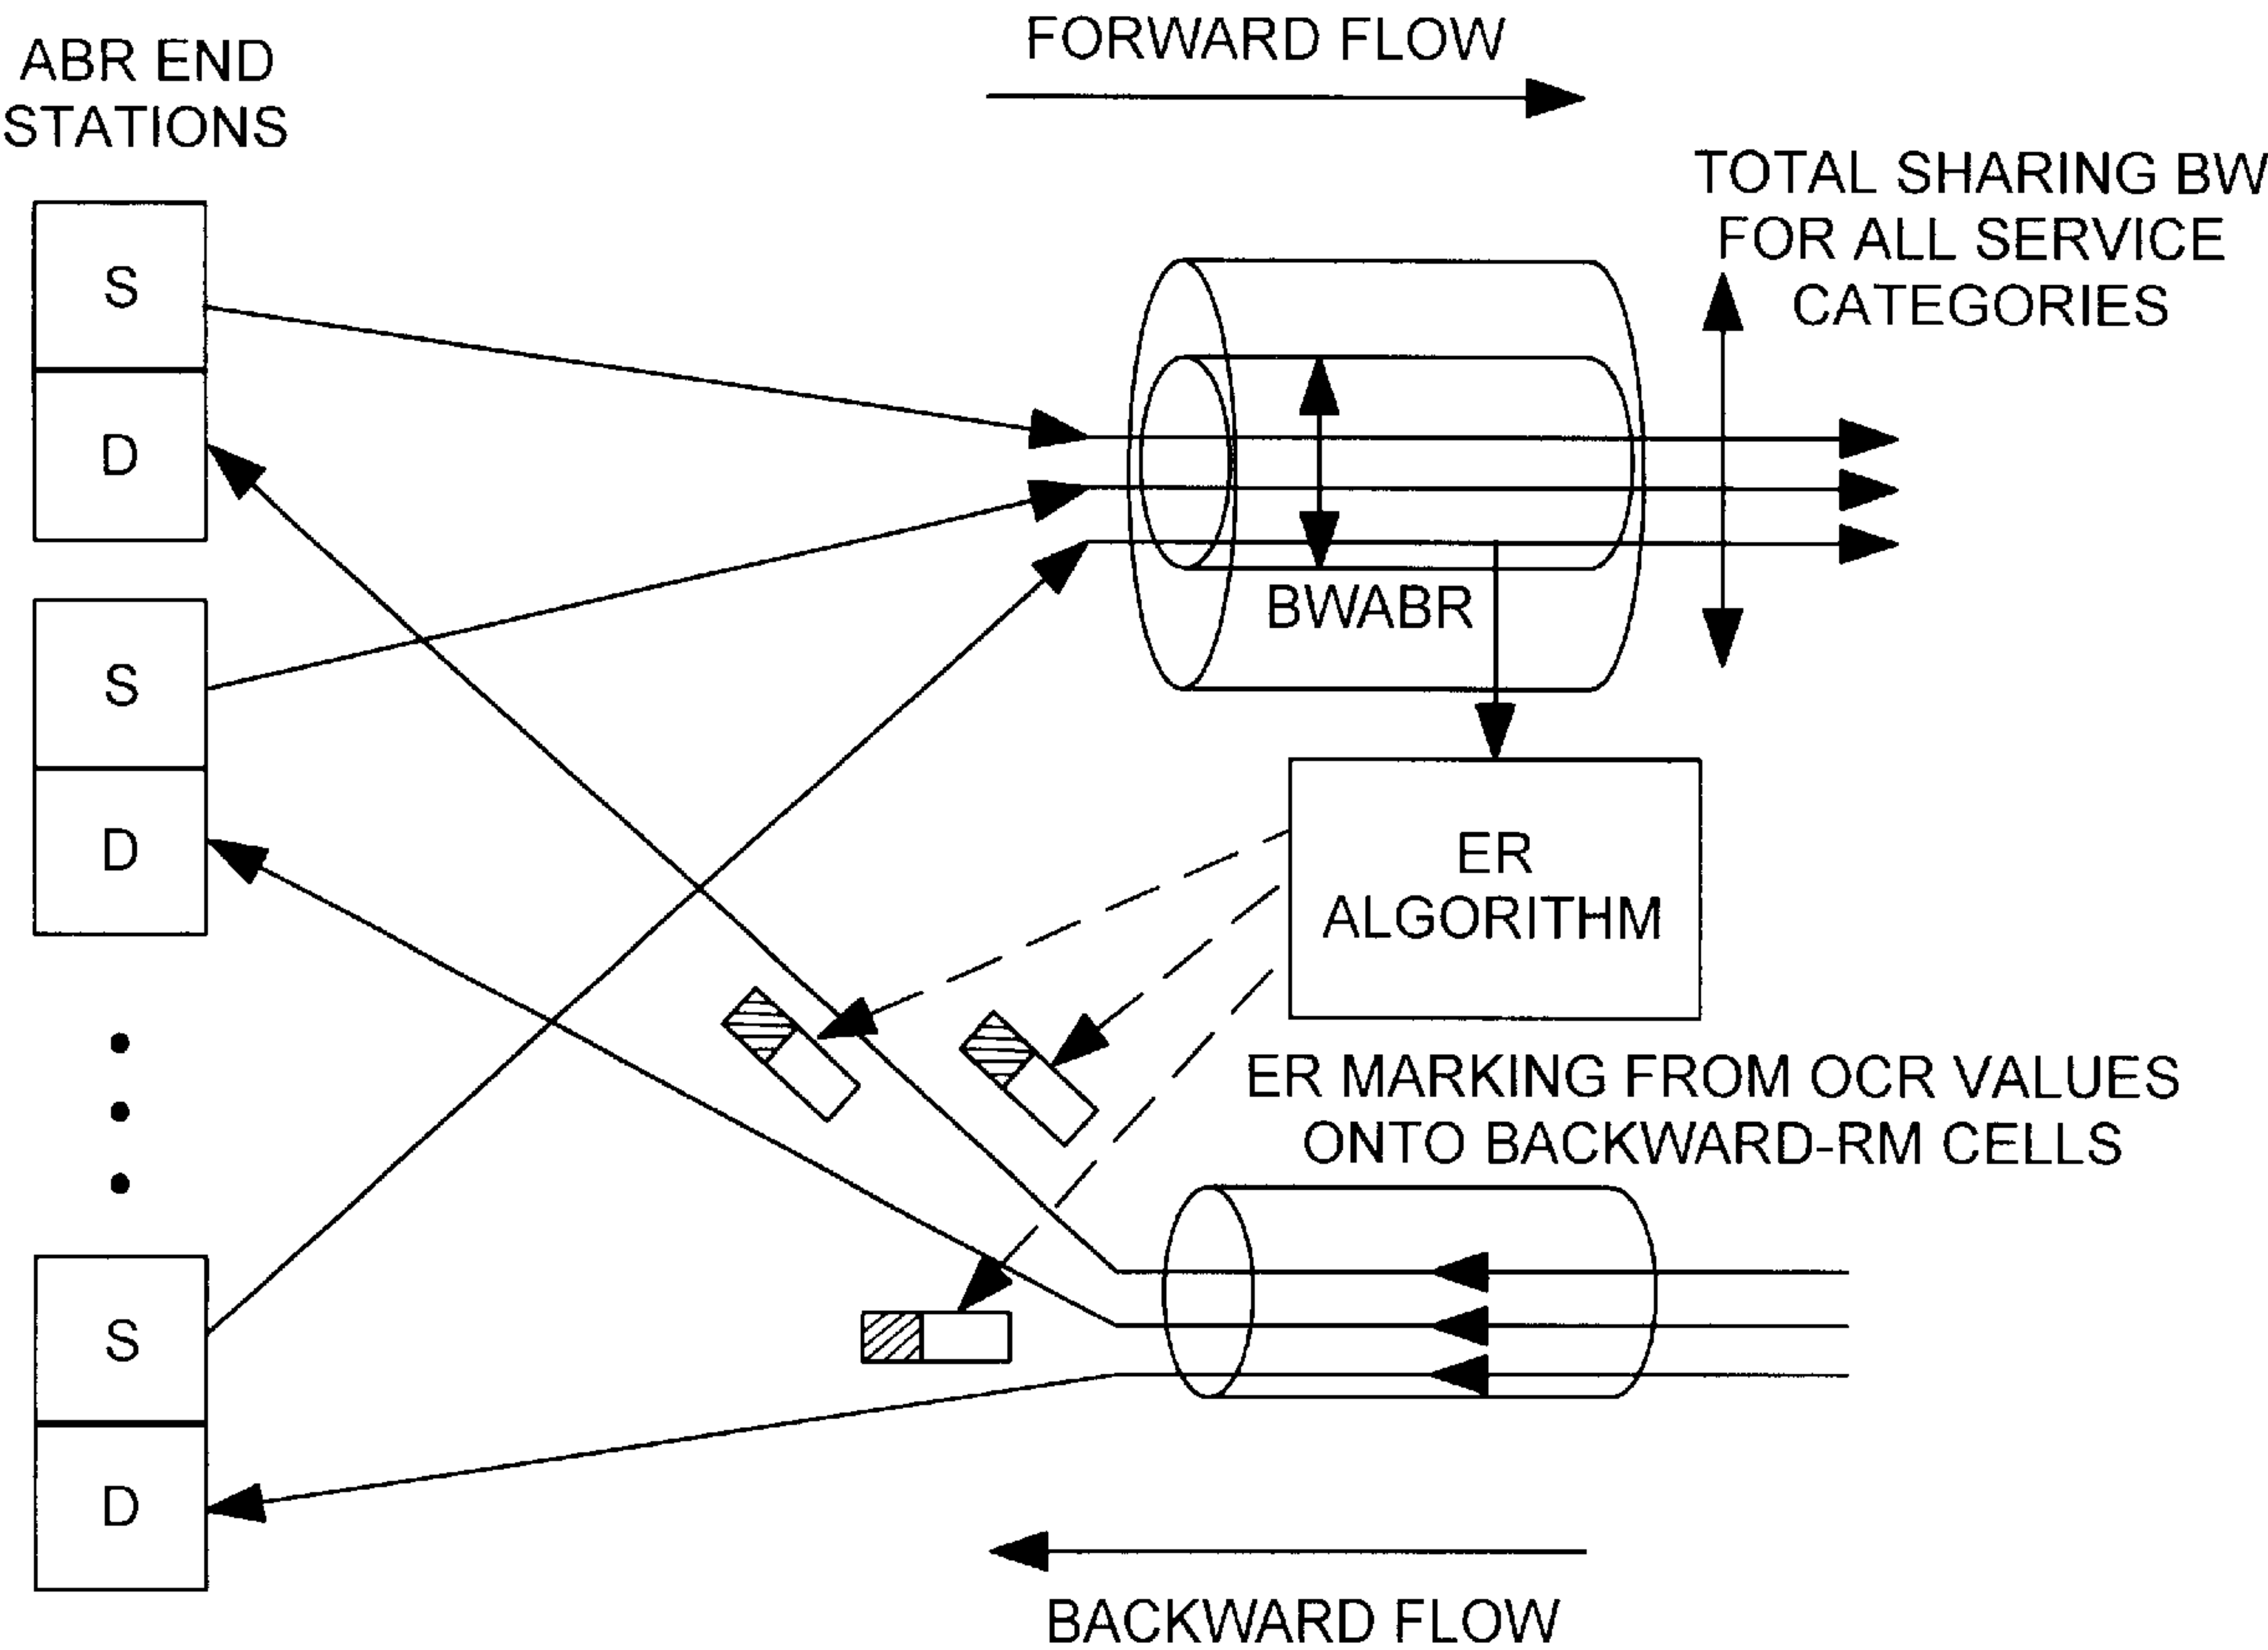 FORWARD FLOW
ABR END
STATIONS
TOTAL SHARING BW
FOR ALL SERVICE
CATEGORIES
S
D
BWABR
S
D
ER
ALGORITHM
ER MARKING FROM OCR VALUES
ONTO BACKWARD-RM CELLS
S
D
BACKWARD FLOW